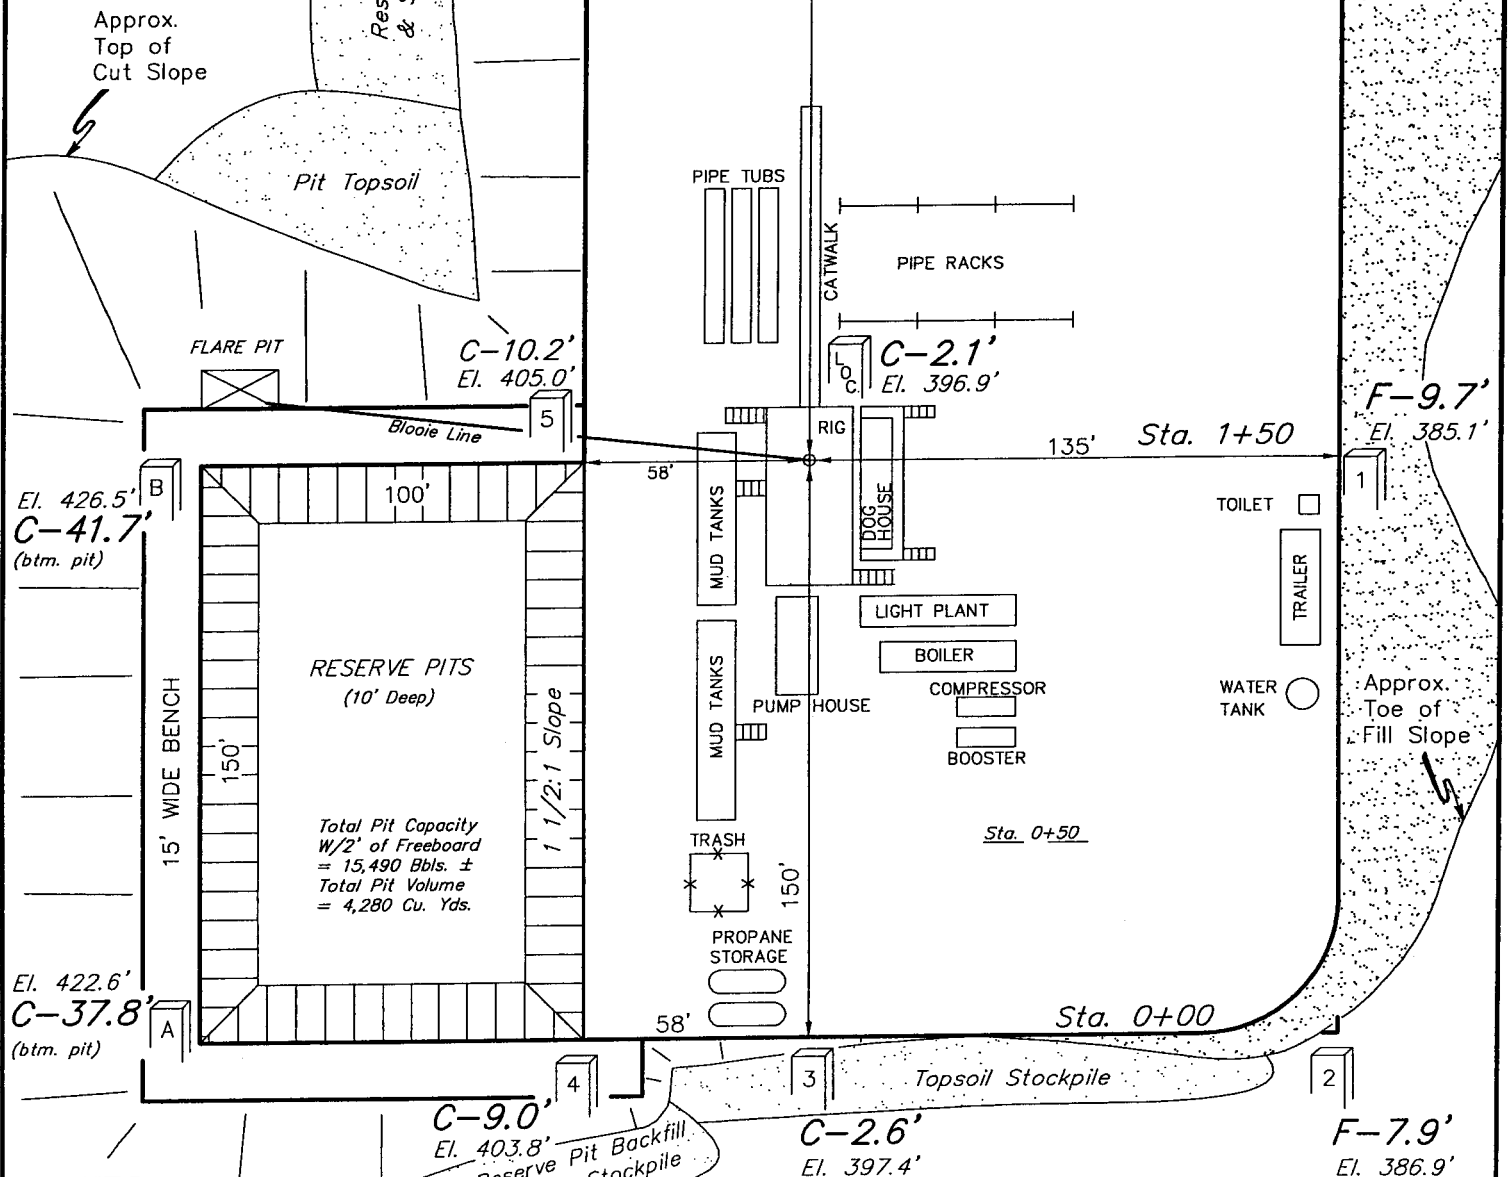 Approx.
Top of
Cut Slope
Res
&
Pit Topsoil
PIPE TUBS
CATWALK
PIPE RACKS
FLARE PIT
C-10.2'
El. 405.0'
5
Blooie Line
LOC.
C-2.1'
El. 396.9'
RIG
F-9.7'
El. 385.1'
58'
135'
Sta. 1+50
1
B
El. 426.5'
C-41.7'
(btm. pit)
100'
MUD TANKS
DOG
HOUSE
TOILET
TRAILER
LIGHT PLANT
BOILER
COMPRESSOR
BOOSTER
PUMP HOUSE
MUD TANKS
WATER
TANK
Approx.
Toe of
Fill Slope
RESERVE PITS
(10' Deep)
15' WIDE BENCH
150'
1 1/2:1 Slope
Total Pit Capacity
W/2' of Freeboard
= 15,490 Bbls. ±
Total Pit Volume
= 4,280 Cu. Yds.
TRASH
150'
Sta. 0+50
PROPANE
STORAGE
El. 422.6'
C-37.8'
(btm. pit)
A
58'
Sta. 0+00
4
3
Topsoil Stockpile
2
C-9.0'
El. 403.8'
Reserve Pit Backfill
Stockpile
C-2.6'
El. 397.4'
F-7.9'
El. 386.9'